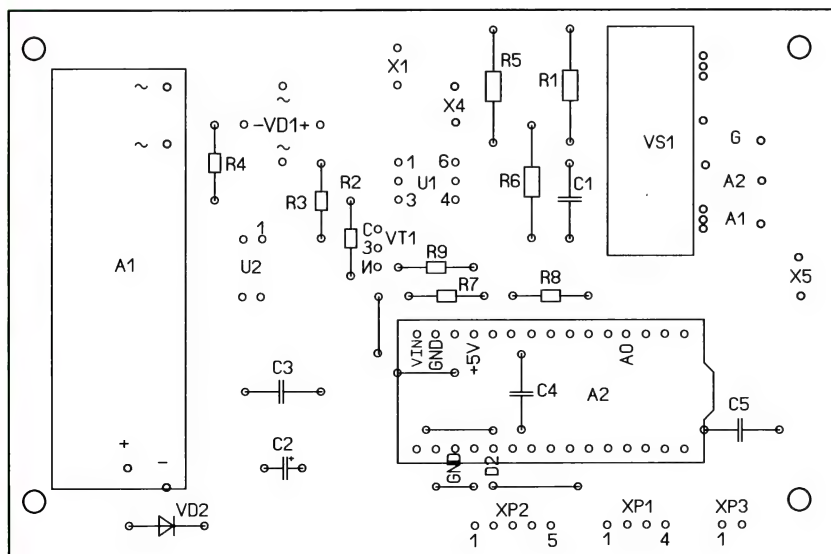 X1
R5
R1
~
~
X4
-VD1+
VS1
~
~
G
R4
1
6
U1
R2
R6
C1
A2
R3
3
4
A1
С
VT1
З
1
И
R9
A1
U2
X5
R7
R8
VIN
GND
+5V
A0
C3
C4
A2
C5
C2
+
+
-
GND
D2
VD2
XP2
XP1
XP3
1
5
1
4
1